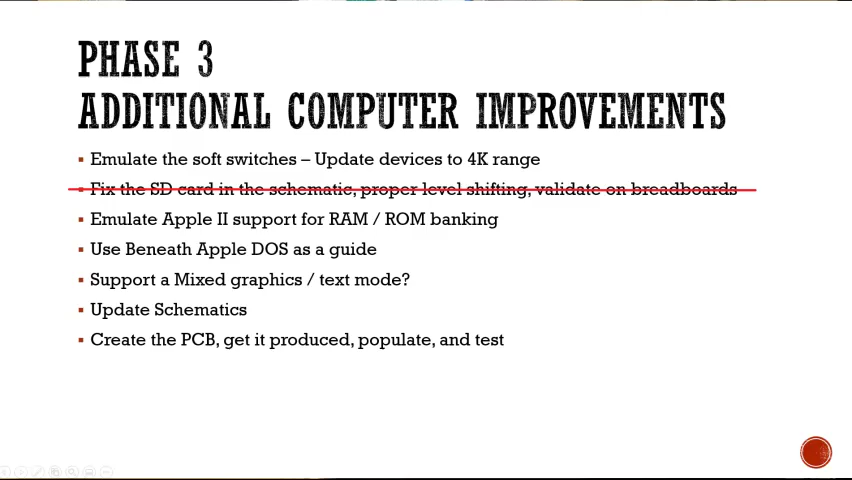 PHASE 3
ADDITIONAL COMPUTER IMPROVEMENTS
Emulate the soft switches – Update devices to 4K range
Fix the SD card in the schematic, proper level shifting, validate on breadboards
Emulate Apple II support for RAM / ROM banking
Use Beneath Apple DOS as a guide
Support a Mixed graphics / text mode?
Update Schematics
Create the PCB, get it produced, populate, and test